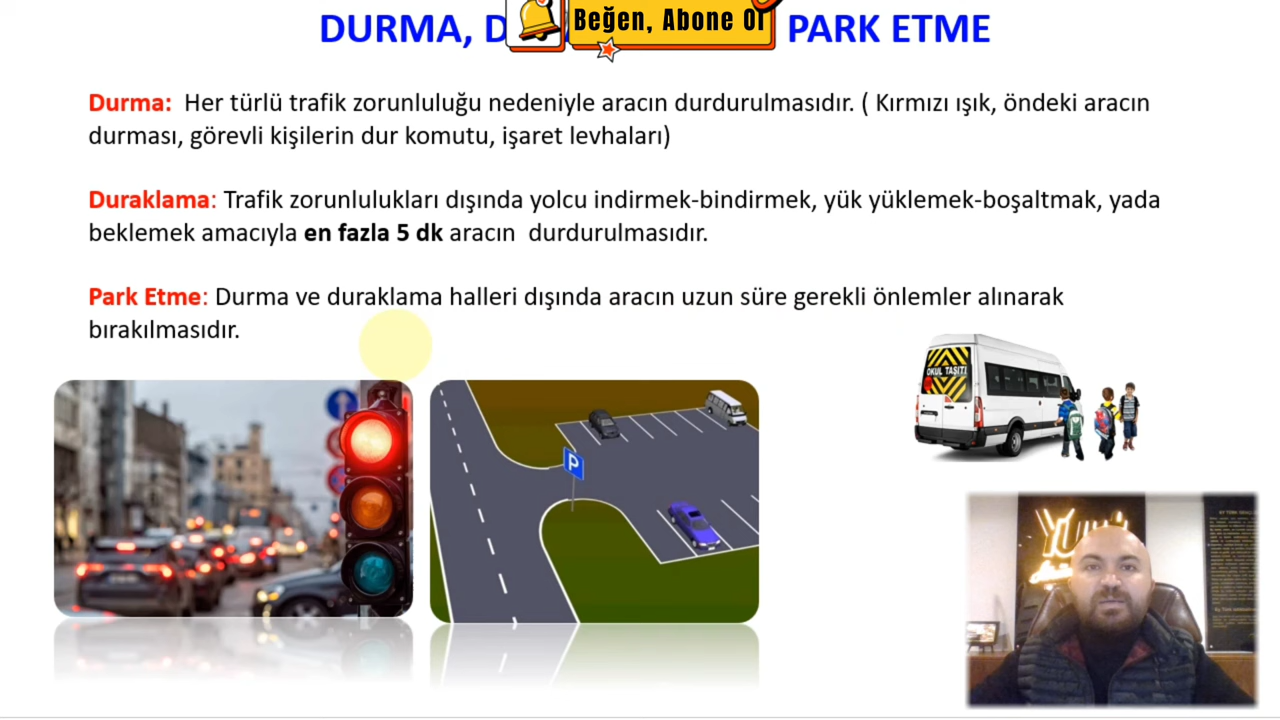 DURMA, D
PARK ETME
Beğen, Abone Ol
Durma: Her türlü trafik zorunluluğu nedeniyle aracın durdurulmasıdır. ( Kırmızı ışık, öndeki aracın
durması, görevli kişilerin dur komutu, işaret levhaları)
Duraklama: Trafik zorunlulukları dışında yolcu indirmek-bindirmek, yük yüklemek-boşaltmak, yada
beklemek amacıyla en fazla 5 dk aracın durdurulmasıdır.
Park Etme: Durma ve duraklama halleri dışında aracın uzun süre gerekli önlemler alınarak
bırakılmasıdır.
OKUL TAŞITI
P